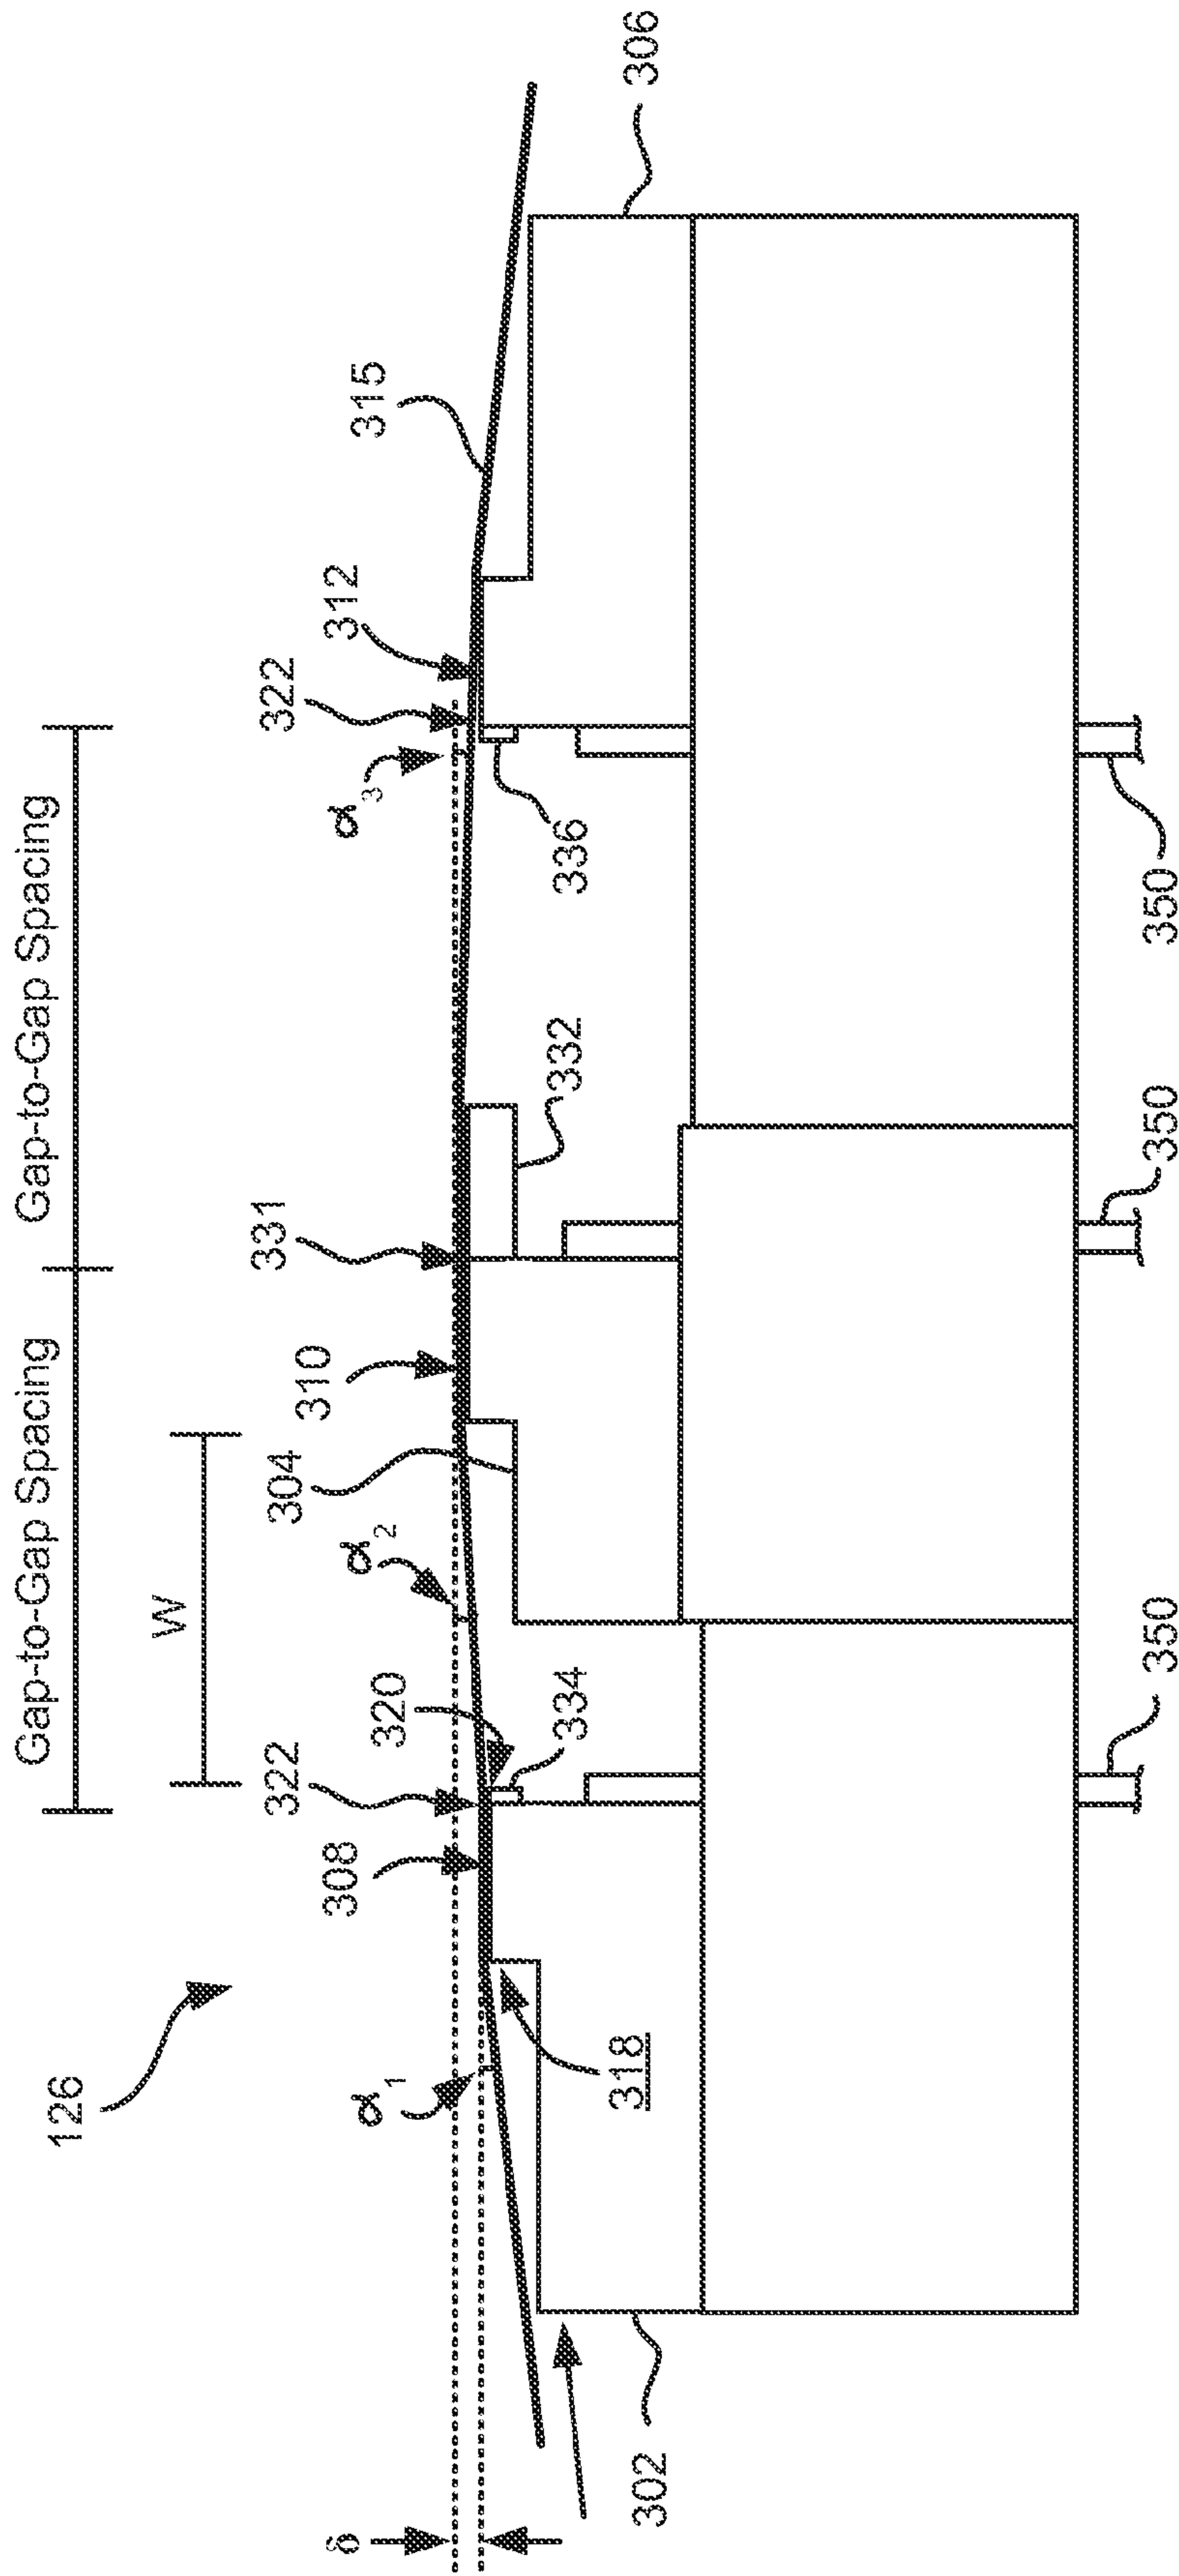 Gap-to-Gap Spacing
Gap-to-Gap Spacing
W
126
δ
α1
308
322
320
334
α2
304
310
331
332
α3
322
312
336
315
306
318
302
350
350
350